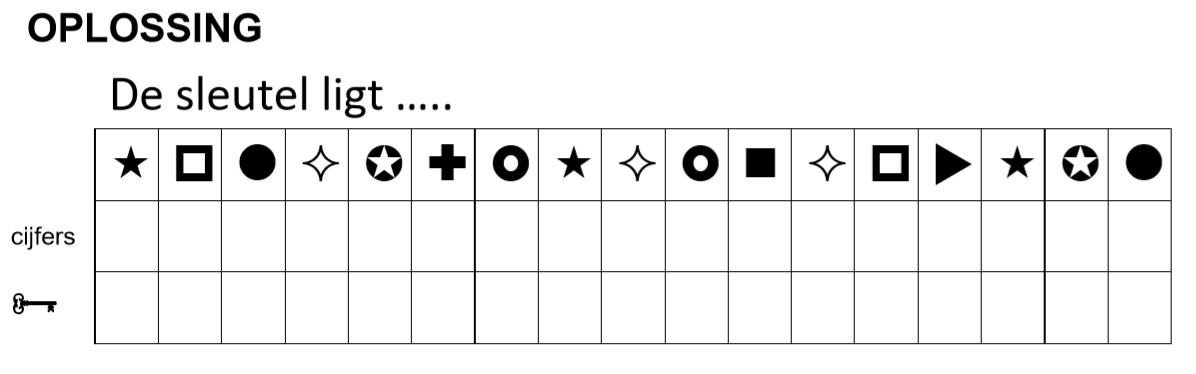 OPLOSSING
De sleutel ligt …..
cijfers